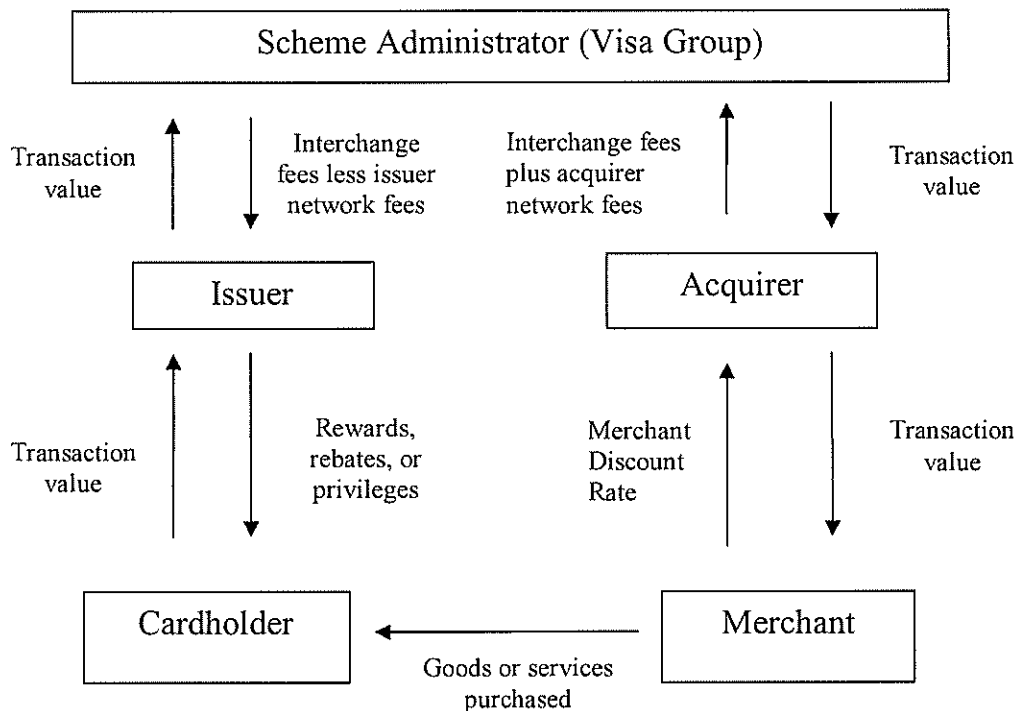 Scheme Administrator (Visa Group)
Transaction
value
Interchange
fees less issuer
network fees
Interchange fees
plus acquirer
network fees
Transaction
value
Issuer
Acquirer
Transaction
value
Rewards,
rebates, or
privileges
Merchant
Discount
Rate
Transaction
value
Cardholder
Merchant
Goods or services
purchased